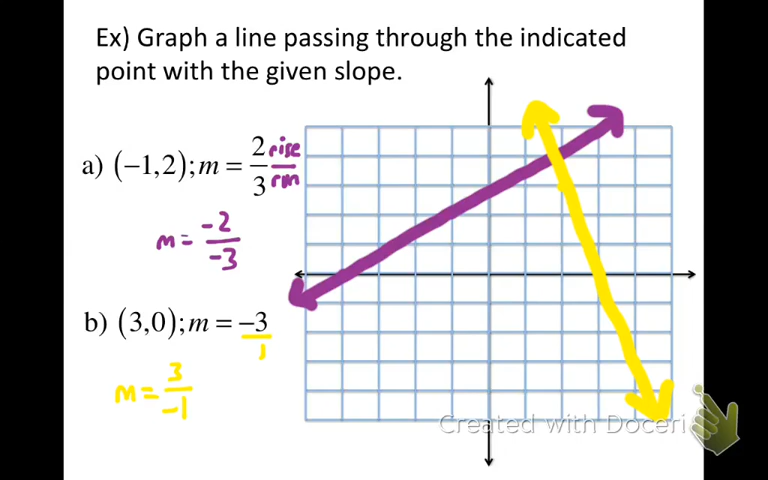 Ex) Graph a line passing through the indicated
point with the given slope.
a) (−1,2); m = 2/3 rise/run
m = -2/-3
b) (3,0); m = −3/1
m = 3/-1
Created with Doceri